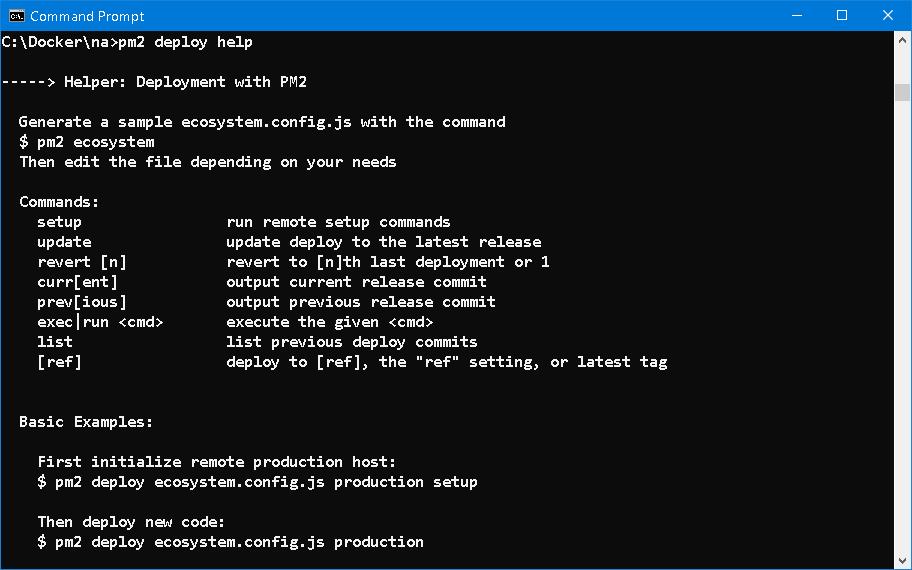 Command Prompt
C:\Docker\na>pm2 deploy help
-----> Helper: Deployment with PM2
Generate a sample ecosystem.config.js with the command
$ pm2 ecosystem
Then edit the file depending on your needs
Commands:
setup run remote setup commands
update update deploy to the latest release
revert [n] revert to [n]th last deployment or 1
curr[ent] output current release commit
prev[ious] output previous release commit
exec|run <cmd> execute the given <cmd>
list list previous deploy commits
[ref] deploy to [ref], the "ref" setting, or latest tag
Basic Examples:
First initialize remote production host:
$ pm2 deploy ecosystem.config.js production setup
Then deploy new code:
$ pm2 deploy ecosystem.config.js production